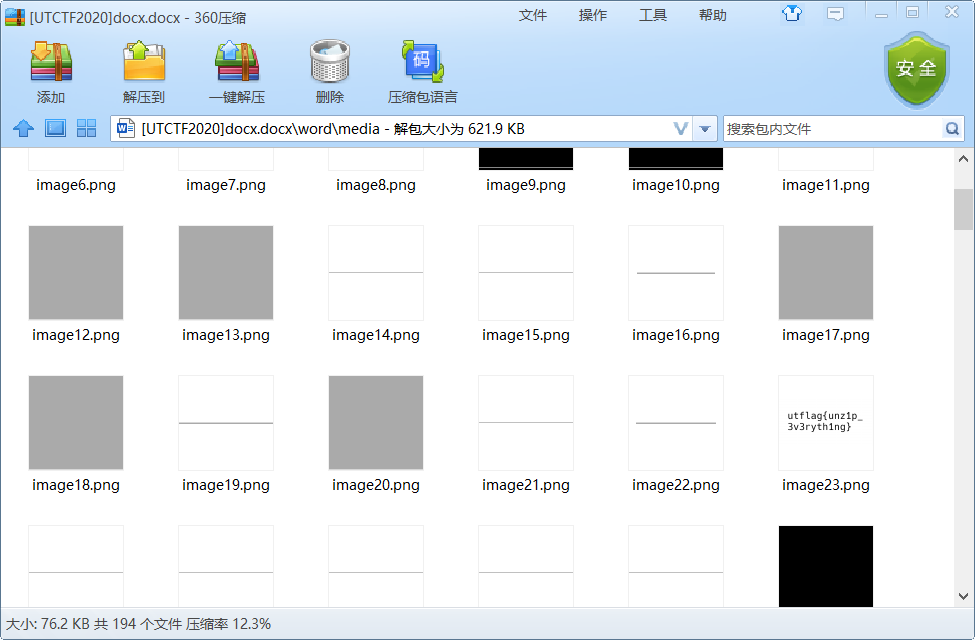 [UTCTF2020]docx.docx - 360压缩
文件 操作 工具 帮助
添加 解压到 一键解压 删除 压缩包语言
码
安全
[UTCTF2020]docx.docx\word\media - 解包大小为 621.9 KB
搜索包内文件
image6.png image7.png image8.png image9.png image10.png image11.png
image12.png image13.png image14.png image15.png image16.png image17.png
utflag{unz1p_
3v3ryth1ng}
image18.png image19.png image20.png image21.png image22.png image23.png
大小: 76.2 KB 共 194 个文件 压缩率 12.3%